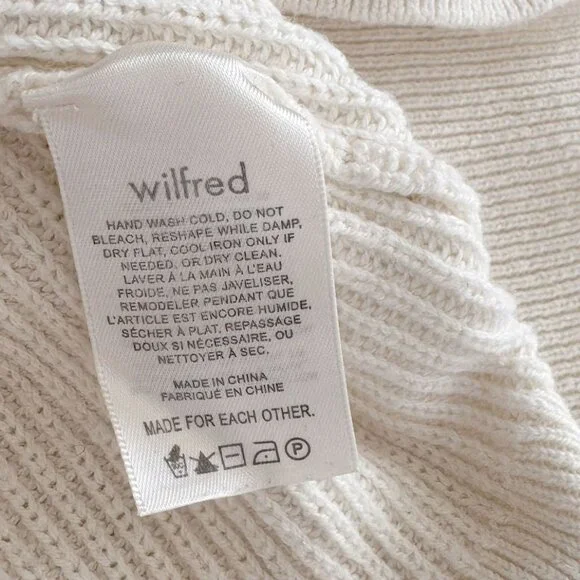 wilfred
HAND WASH COLD, DO NOT
BLEACH, RESHAPE WHILE DAMP,
DRY FLAT, COOL IRON ONLY IF
NEEDED. OR DRY CLEAN.
LAVER À LA MAIN À L'EAU
FROIDE, NE PAS JAVELISER,
REMODELER PENDANT QUE
L'ARTICLE EST ENCORE HUMIDE,
SÉCHER À PLAT, REPASSAGE
DOUX SI NÉCESSAIRE, OU
NETTOYER À SEC.
MADE IN CHINA
FABRIQUÉ EN CHINE
MADE FOR EACH OTHER.
P